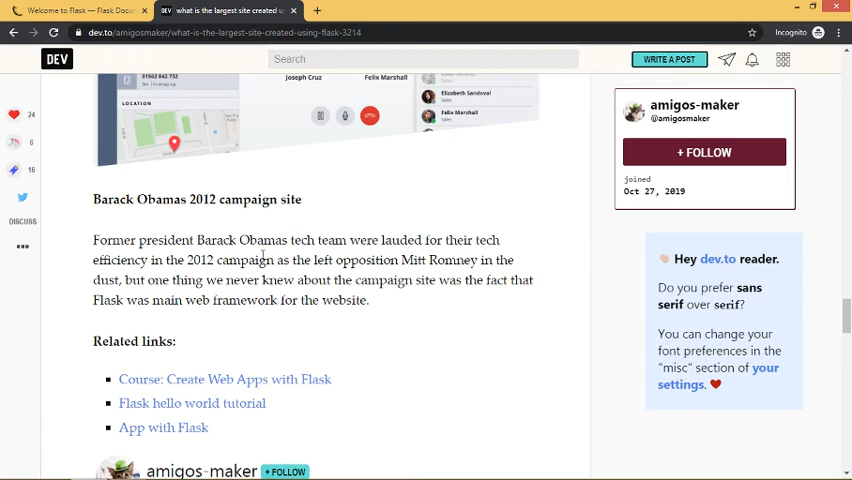 Welcome to Flask — Flask Docum
what is the largest site created us
dev.to/amigosmaker/what-is-the-largest-site-created-using-flask-3214
Incognito
DEV
Search
WRITE A POST
01562 842 732
LOCATION
Joseph Cruz
Felix Marshall
Elizabeth Sandoval
Sales
Felix Marshall
Sales
24
8
16
DISCUSS
amigos-maker
@amigosmaker
+ FOLLOW
joined
Oct 27, 2019
Barack Obamas 2012 campaign site
Former president Barack Obamas tech team were lauded for their tech
efficiency in the 2012 campaign as the left opposition Mitt Romney in the
dust, but one thing we never knew about the campaign site was the fact that
Flask was main web framework for the website.
Related links:
Course: Create Web Apps with Flask
Flask hello world tutorial
App with Flask
amigos-maker
+ FOLLOW
Hey dev.to reader.
Do you prefer sans
serif over serif?
You can change your
font preferences in the
"misc" section of your
settings.